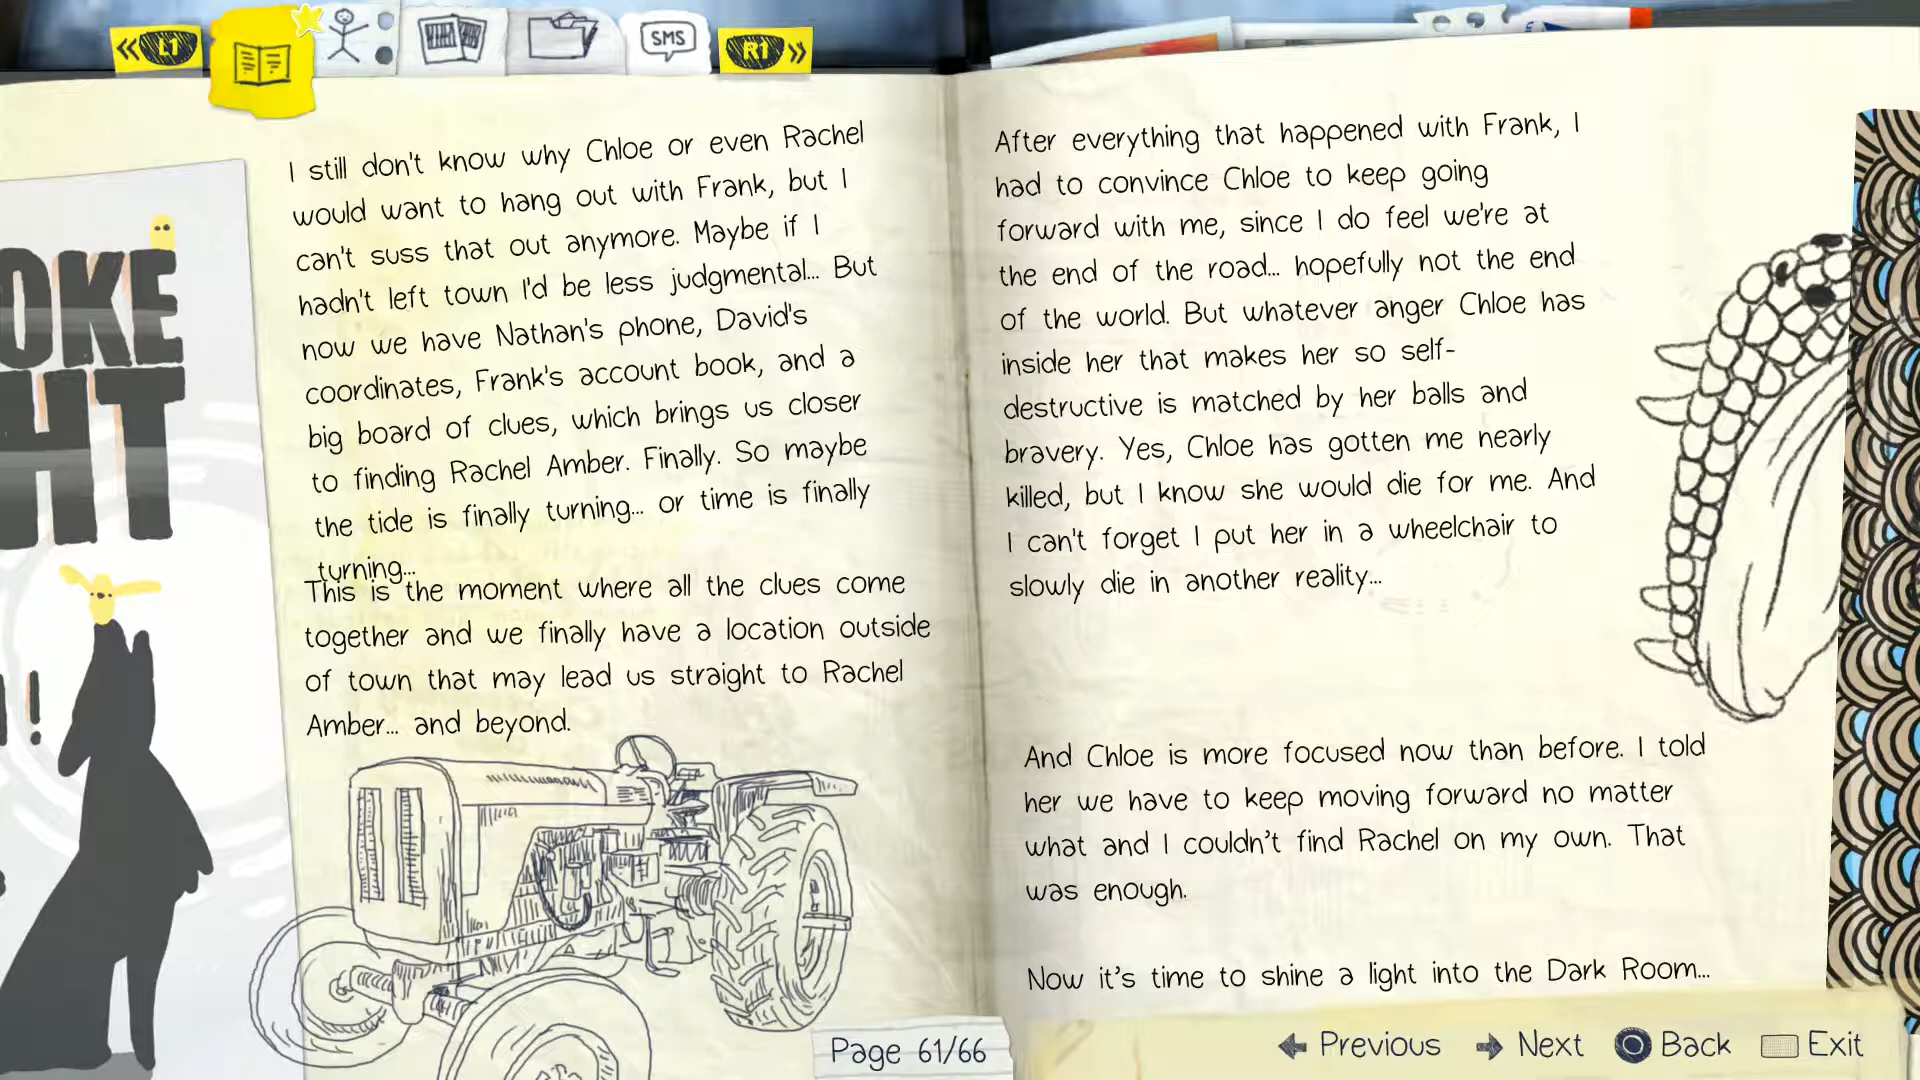 L1
SMS
R1
OKE
HT
!
I still don't know why Chloe or even Rachel
would want to hang out with Frank, but I
can't suss that out anymore. Maybe if I
hadn't left town I'd be less judgmental... But
now we have Nathan's phone, David's
coordinates, Frank's account book, and a
big board of clues, which brings us closer
to finding Rachel Amber. Finally. So maybe
the tide is finally turning... or time is finally
turning...
This is the moment where all the clues come
together and we finally have a location outside
of town that may lead us straight to Rachel
Amber... and beyond.
After everything that happened with Frank, I
had to convince Chloe to keep going
forward with me, since I do feel we're at
the end of the road... hopefully not the end
of the world. But whatever anger Chloe has
inside her that makes her so self-
destructive is matched by her balls and
bravery. Yes, Chloe has gotten me nearly
killed, but I know she would die for me. And
I can't forget I put her in a wheelchair to
slowly die in another reality...
And Chloe is more focused now than before. I told
her we have to keep moving forward no matter
what and I couldn't find Rachel on my own. That
was enough.
Now it's time to shine a light into the Dark Room...
Page 61/66
Previous Next Back Exit